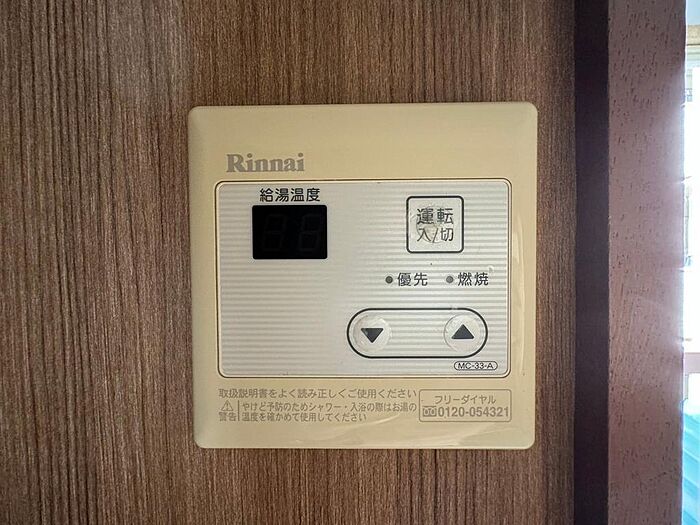 Rinnai
給湯温度
運転
入/切
優先 燃焼
MC-33-A
取扱説明書をよく読み正しくご使用ください
警告 やけど予防のためシャワー・入浴の際はお湯の
温度を確かめて使用してください
フリーダイヤル
0120-054321